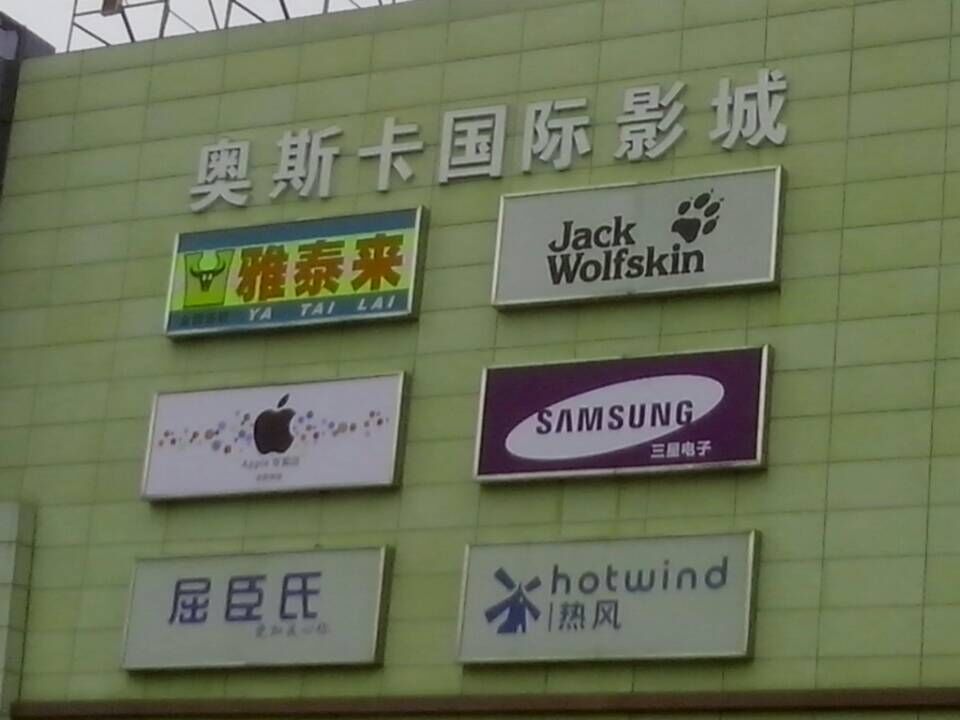 奥斯卡国际影城
雅泰来
YA TAI LAI
Jack
Wolfskin
Apple
SAMSUNG
三星电子
屈臣氏
hotwind
热风